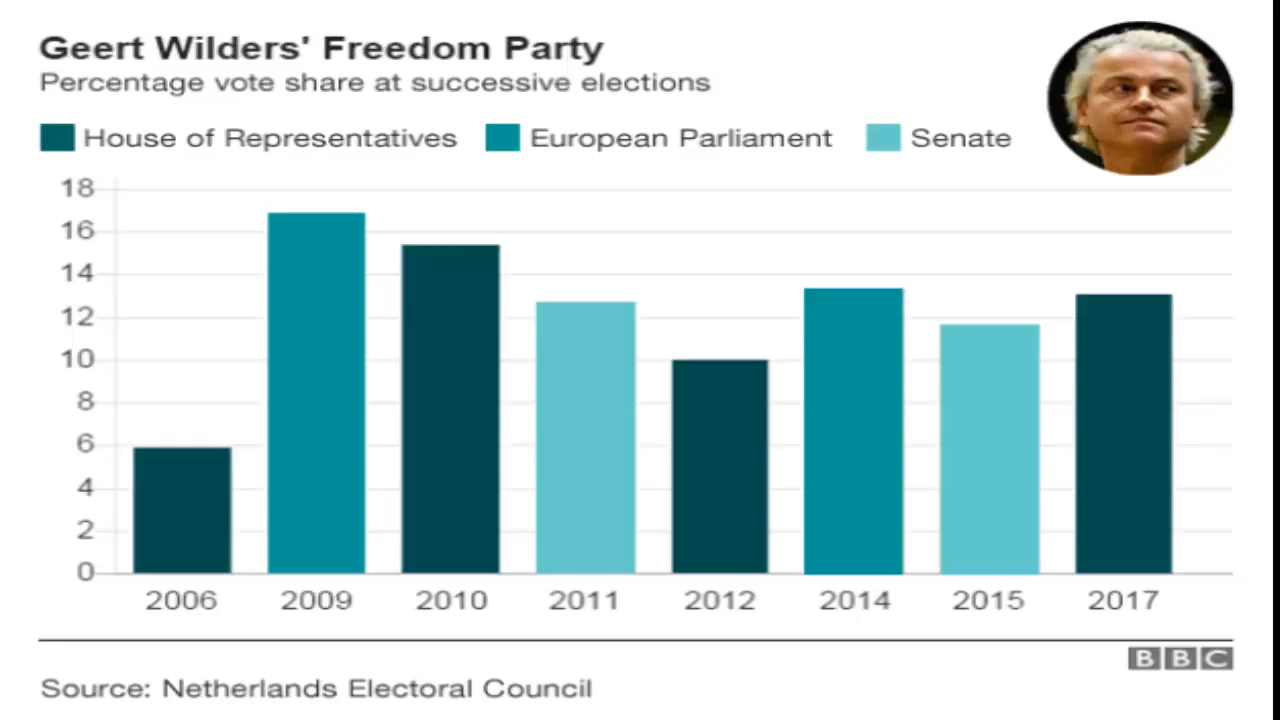 Geert Wilders' Freedom Party
Percentage vote share at successive elections
House of Representatives European Parliament Senate
18
16
14
12
10
8
6
4
2
0
2006 2009 2010 2011 2012 2014 2015 2017
BBC
Source: Netherlands Electoral Council